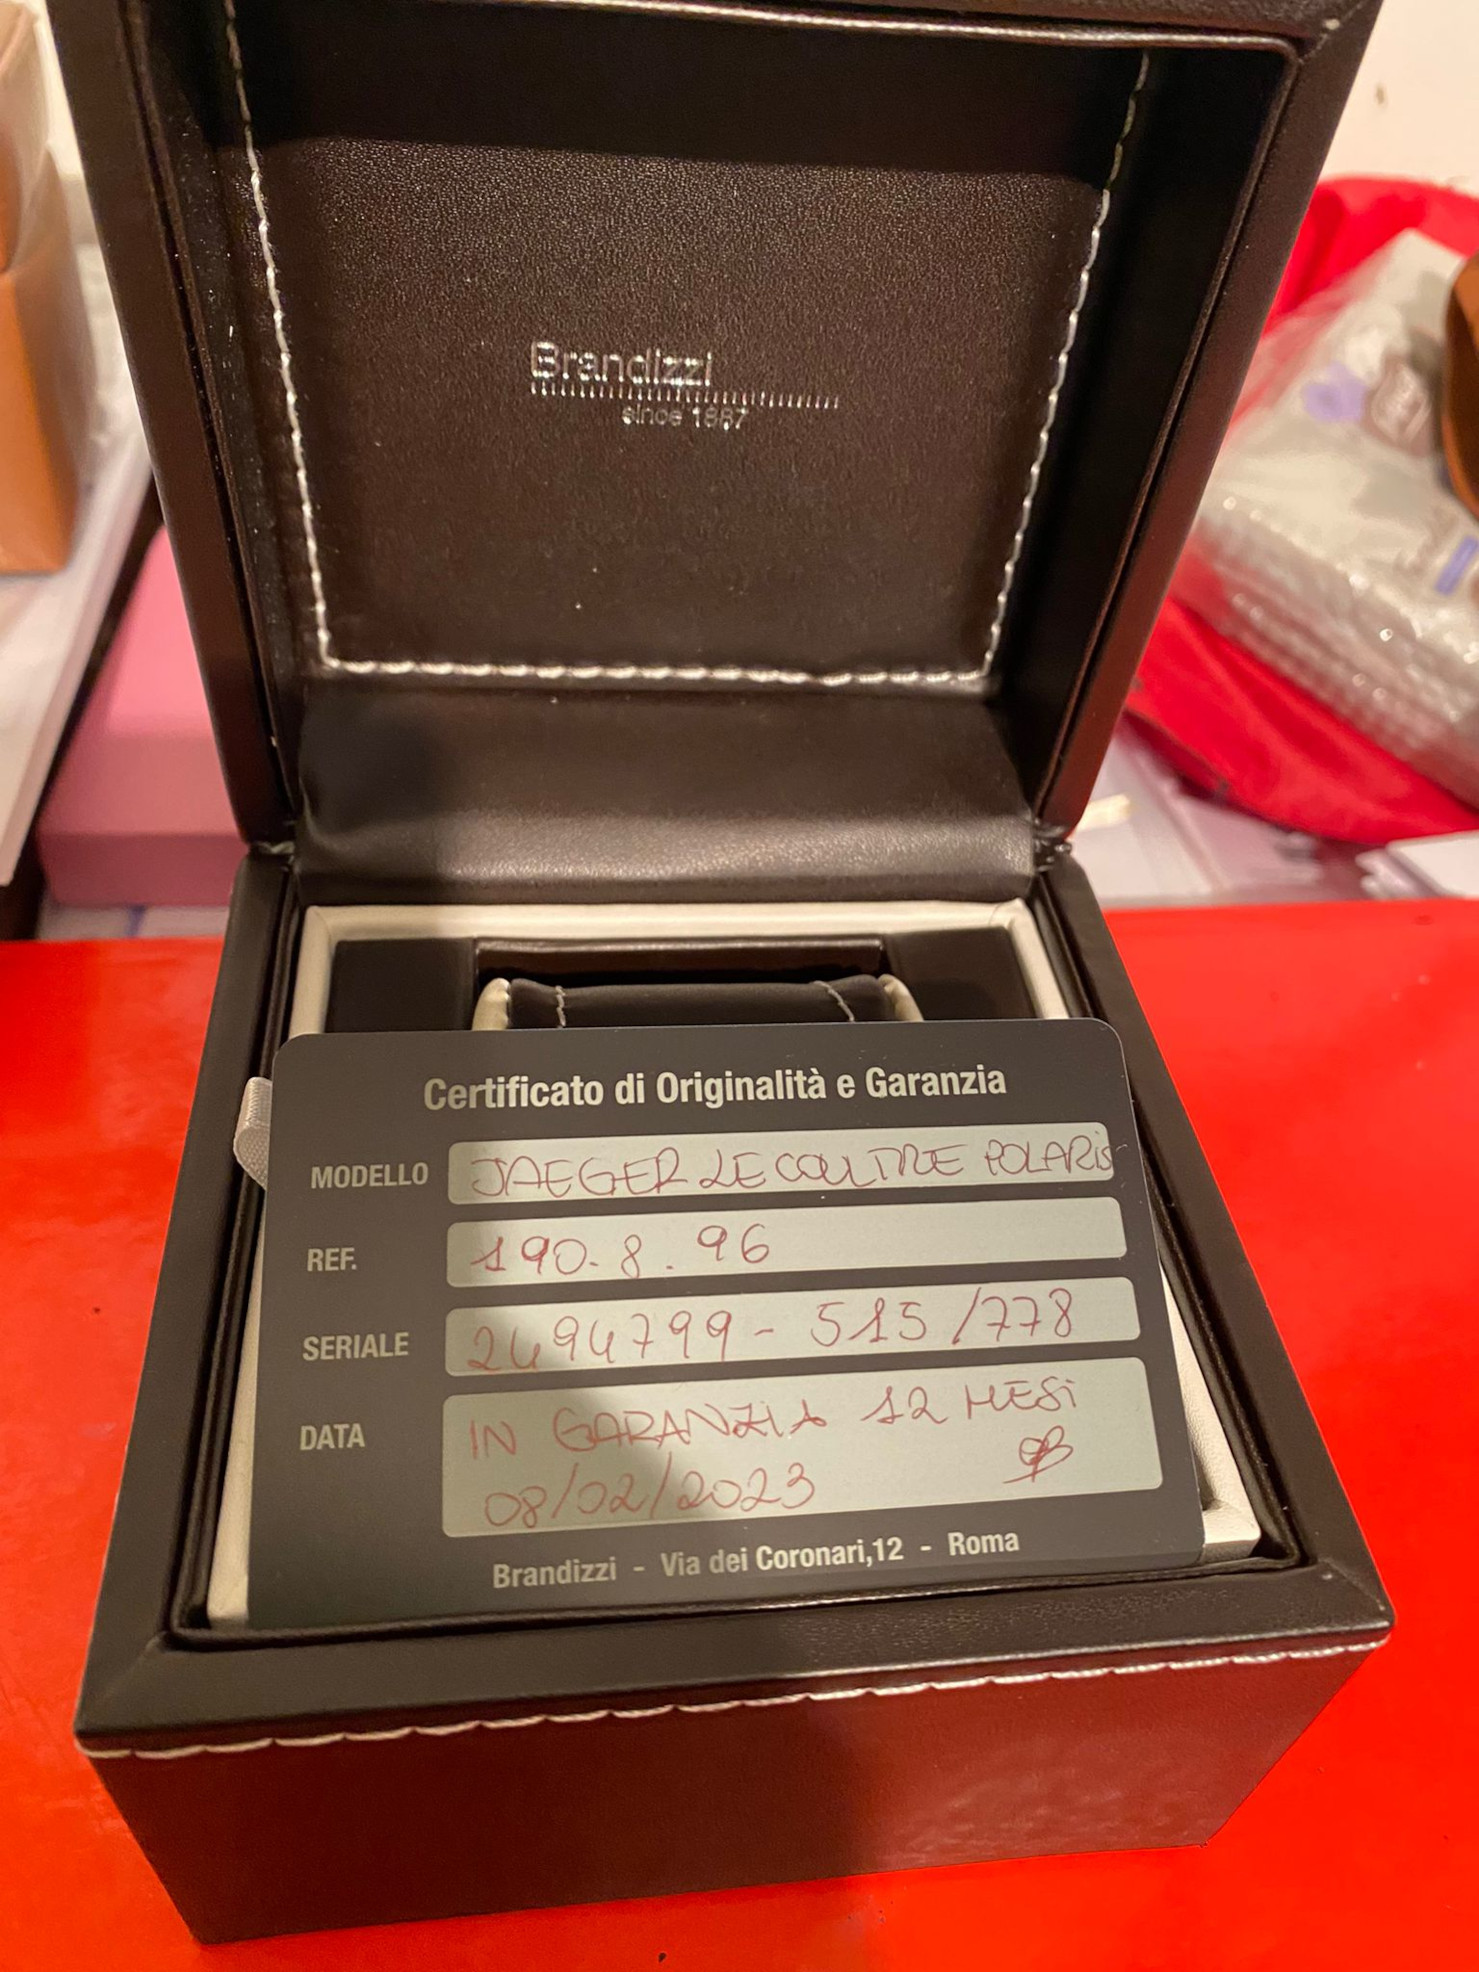 Brandizzi
since 1887
Certificato di Originalità e Garanzia
MODELLO JAEGER LE COULTRE POLARIS
REF. 190.8.96
SERIALE 2494799 - 515/778
DATA IN GARANZIA 12 MESI
08/02/2023
Brandizzi - Via dei Coronari,12 - Roma